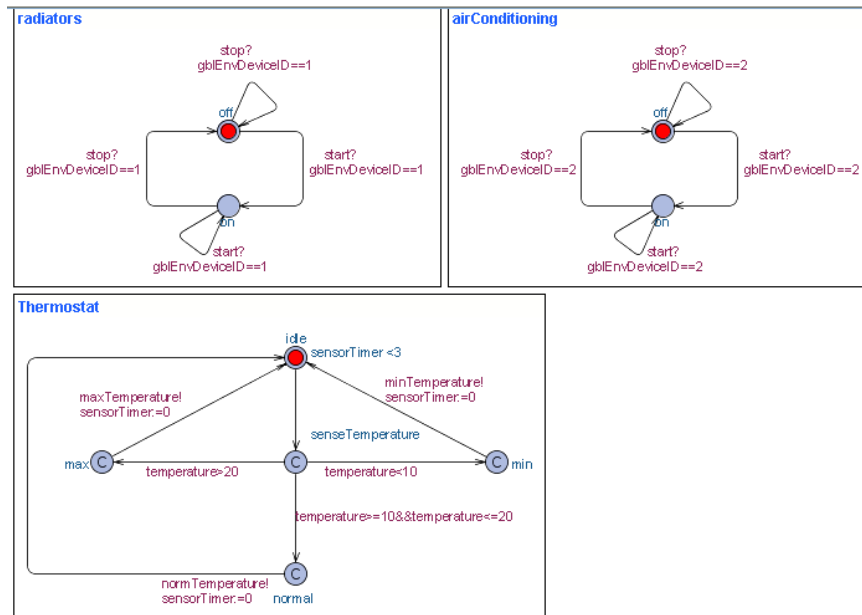 radiators
stop?
gblEnvDeviceID==1
off
stop?
gblEnvDeviceID==1
start?
gblEnvDeviceID==1
on
start?
gblEnvDeviceID==1
airConditioning
stop?
gblEnvDeviceID==2
off
stop?
gblEnvDeviceID==2
start?
gblEnvDeviceID==2
on
start?
gblEnvDeviceID==2
Thermostat
idle
sensorTimer <3
maxTemperature!
sensorTimer:=0
minTemperature!
sensorTimer:=0
senseTemperature
max
C
temperature>20
C
temperature<10
C
min
temperature>=10&&temperature<=20
normTemperature!
sensorTimer:=0
C
normal